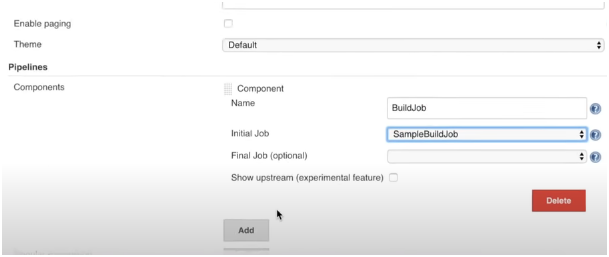 Enable paging
Theme
Default
Pipelines
Components
Component
Name
BuildJob
Initial Job
SampleBuildJob
Final Job (optional)
Show upstream (experimental feature)
Delete
Add